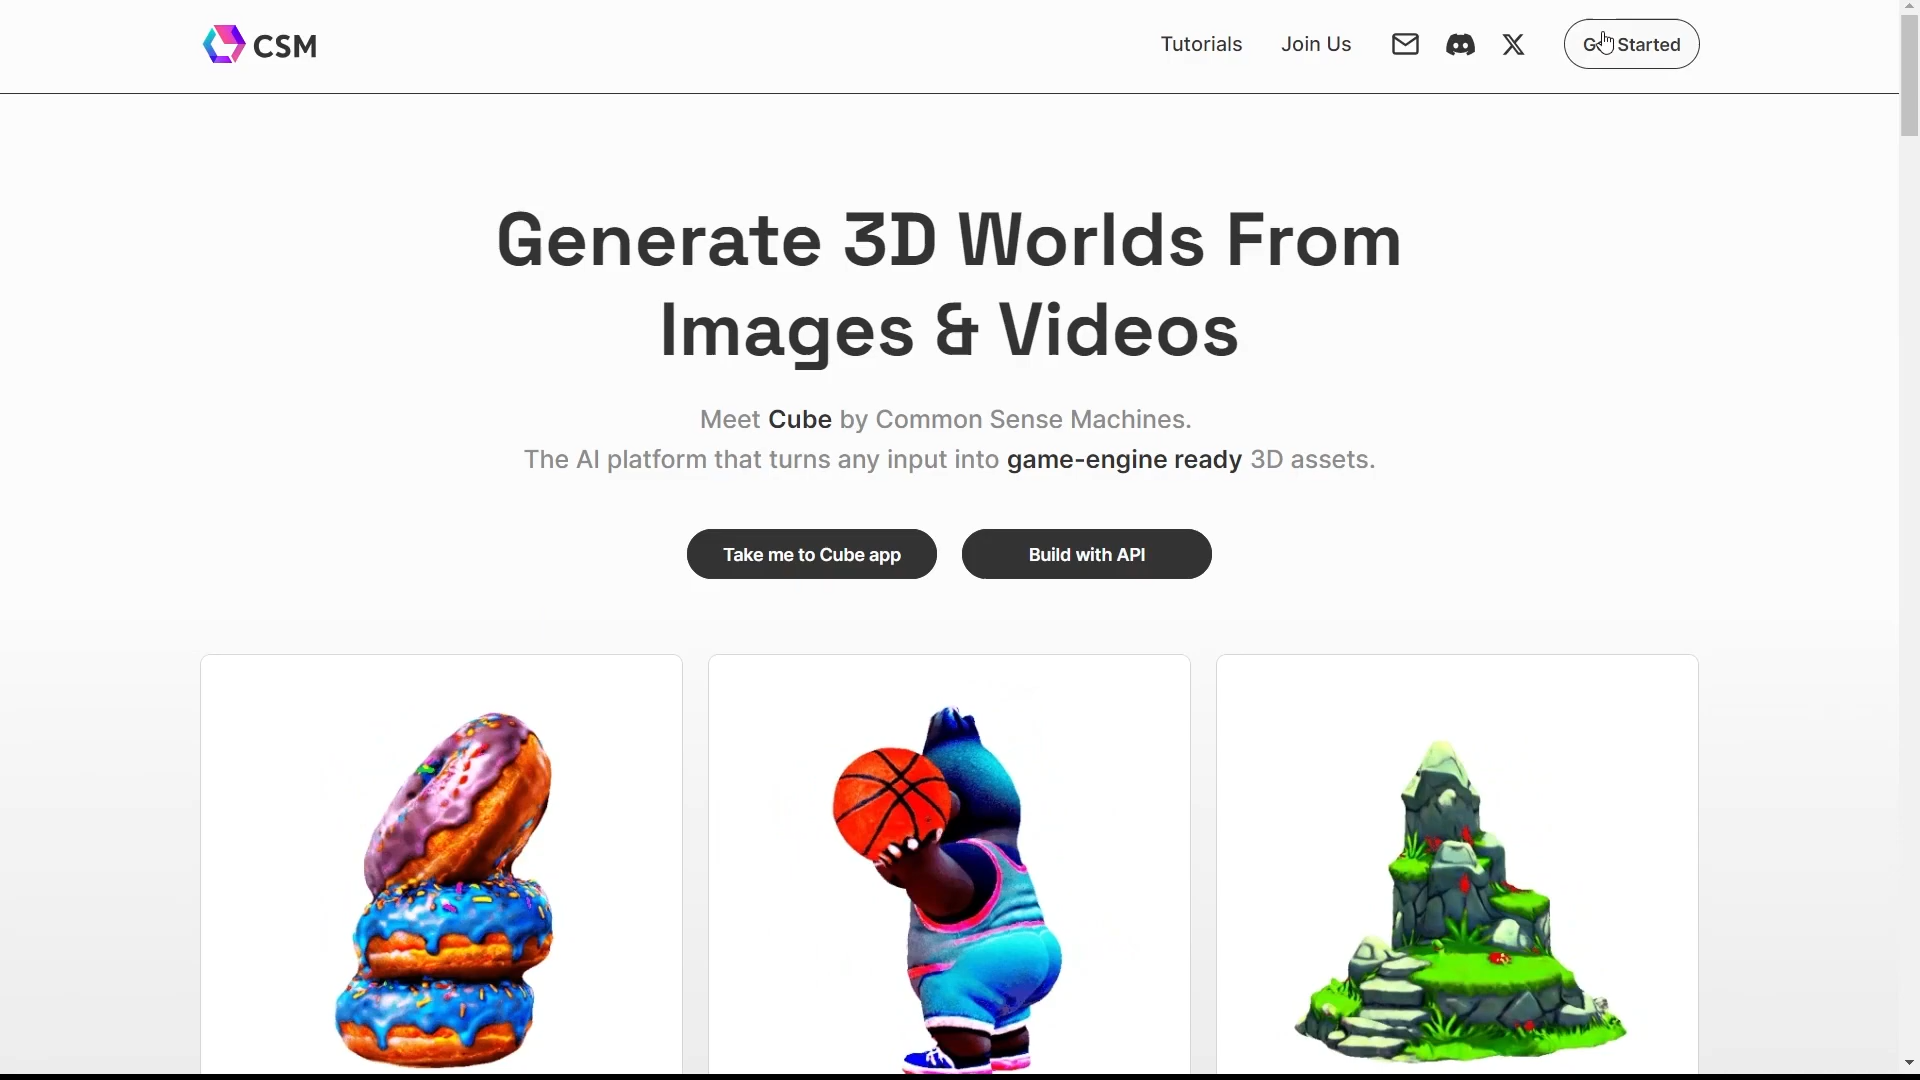 CSM
Tutorials
Join Us
Get Started
Generate 3D Worlds From
Images & Videos
Meet Cube by Common Sense Machines.
The AI platform that turns any input into game-engine ready 3D assets.
Take me to Cube app
Build with API